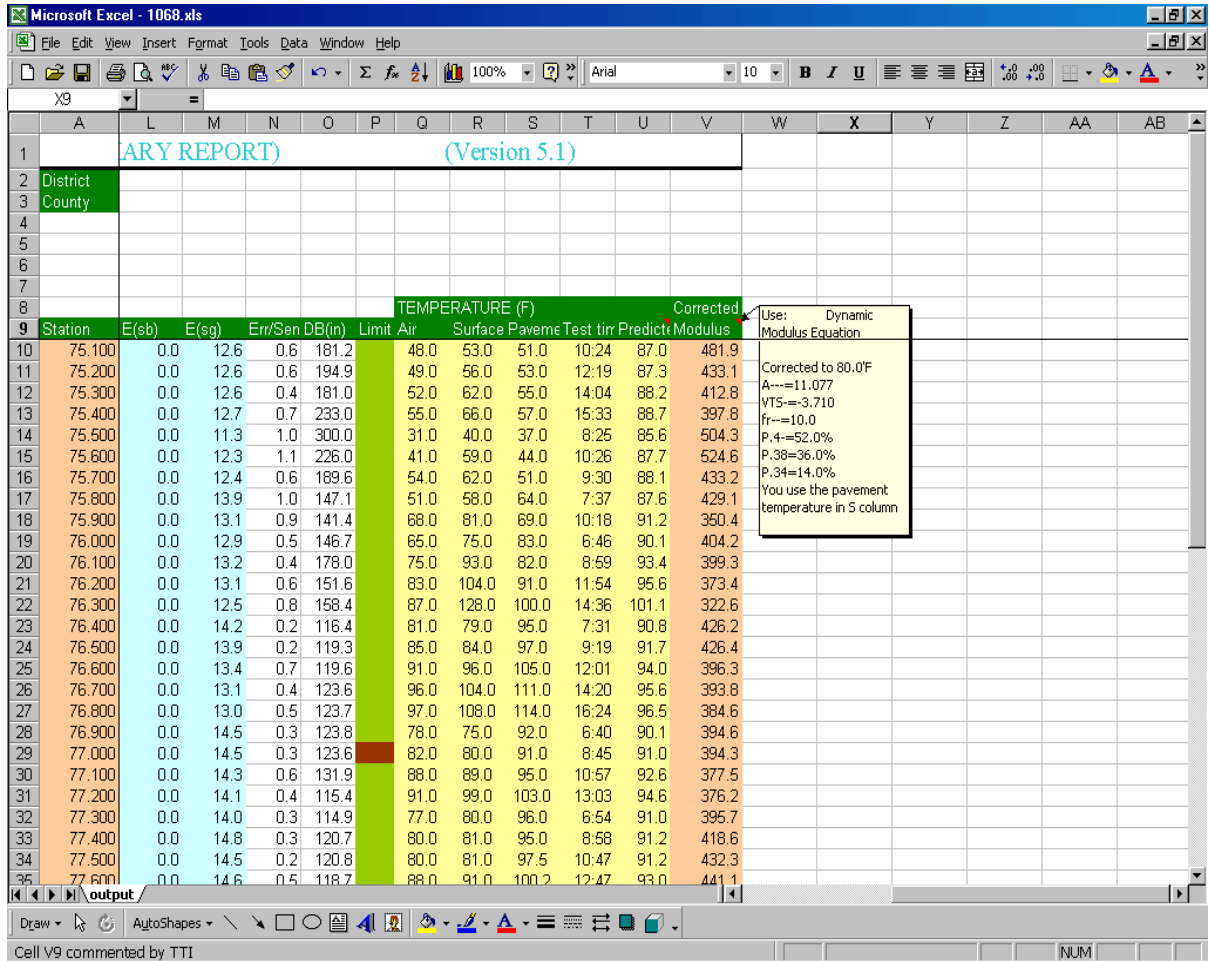 Microsoft Excel - 1068.xls
File Edit View Insert Format Tools Data Window Help
100% Arial 10 B I U
X9 =
A L M N O P Q R S T U V W X Y Z AA AB
1 ARY REPORT) (Version 5.1)
2 District
3 County
4
5
6
7
8 TEMPERATURE (F) Corrected
9 Station E(sb) E(sg) Err/Sen DB(in) Limit Air Surface Paveme Test tim Predicte Modulus
10 75.100 0.0 12.6 0.6 181.2 48.0 53.0 51.0 10:24 87.0 481.9
11 75.200 0.0 12.6 0.6 194.9 49.0 56.0 53.0 12:19 87.3 433.1
12 75.300 0.0 12.6 0.4 181.0 52.0 62.0 55.0 14:04 88.2 412.8
13 75.400 0.0 12.7 0.7 233.0 55.0 66.0 57.0 15:33 88.7 397.8
14 75.500 0.0 11.3 1.0 300.0 31.0 40.0 37.0 8:25 85.6 504.3
15 75.600 0.0 12.3 1.1 226.0 41.0 59.0 44.0 10:26 87.7 524.6
16 75.700 0.0 12.4 0.6 189.6 54.0 62.0 51.0 9:30 88.1 433.2
17 75.800 0.0 13.9 1.0 147.1 51.0 58.0 64.0 7:37 87.6 429.1
18 75.900 0.0 13.1 0.9 141.4 68.0 81.0 69.0 10:18 91.2 350.4
19 76.000 0.0 12.9 0.5 146.7 65.0 75.0 83.0 6:46 90.1 404.2
20 76.100 0.0 13.2 0.4 178.0 75.0 93.0 82.0 8:59 93.4 399.3
21 76.200 0.0 13.1 0.6 151.6 83.0 104.0 91.0 11:54 95.6 373.4
22 76.300 0.0 12.5 0.8 158.4 87.0 128.0 100.0 14:36 101.1 322.6
23 76.400 0.0 14.2 0.2 116.4 81.0 79.0 95.0 7:31 90.8 426.2
24 76.500 0.0 13.9 0.2 119.3 85.0 84.0 97.0 9:19 91.7 426.4
25 76.600 0.0 13.4 0.7 119.6 91.0 96.0 105.0 12:01 94.0 396.3
26 76.700 0.0 13.1 0.4 123.6 96.0 104.0 111.0 14:20 95.6 393.8
27 76.800 0.0 13.0 0.5 123.7 97.0 108.0 114.0 16:24 96.5 384.6
28 76.900 0.0 14.5 0.3 123.8 78.0 75.0 92.0 6:40 90.1 394.6
29 77.000 0.0 14.5 0.3 123.6 82.0 80.0 91.0 8:45 91.0 394.3
30 77.100 0.0 14.3 0.6 131.9 88.0 89.0 95.0 10:57 92.6 377.5
31 77.200 0.0 14.1 0.4 115.4 91.0 99.0 103.0 13:03 94.6 376.2
32 77.300 0.0 14.0 0.3 114.9 77.0 80.0 96.0 6:54 91.0 395.7
33 77.400 0.0 14.8 0.3 120.7 80.0 81.0 95.0 8:58 91.2 418.6
34 77.500 0.0 14.5 0.2 120.8 80.0 81.0 97.5 10:47 91.2 432.3
35 77.600 0.0 14.6 0.5 118.7 88.0 91.0 100.2 12:47 93.0 441.1
Use: Dynamic
Modulus Equation
Corrected to 80.0'F
A---=11.077
VTS-=-3.710
fr--=10.0
P.4-=52.0%
P.38=36.0%
P.34=14.0%
You use the pavement
temperature in S column
output
Draw AutoShapes
Cell V9 commented by TTI
NUM